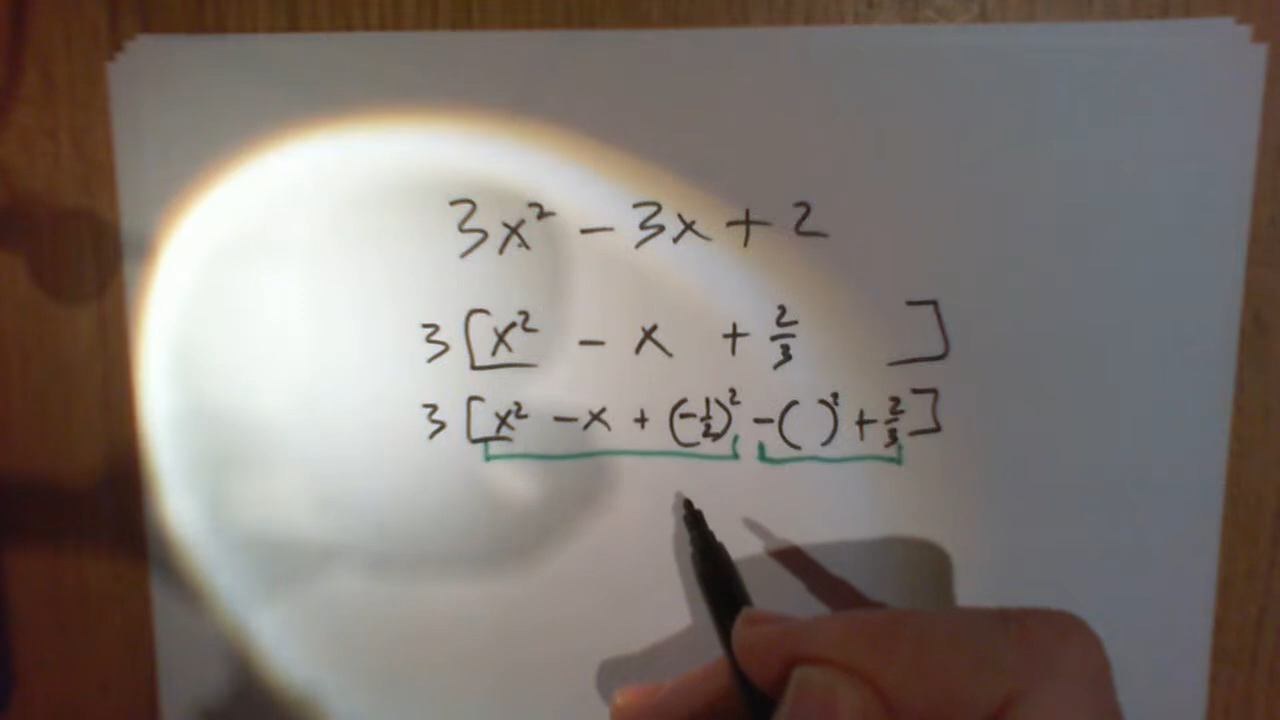 3x² - 3x + 2
3 [x² - x + 2/3 ]
3 [x² - x + (-1/2)² - ( )² + 2/3]